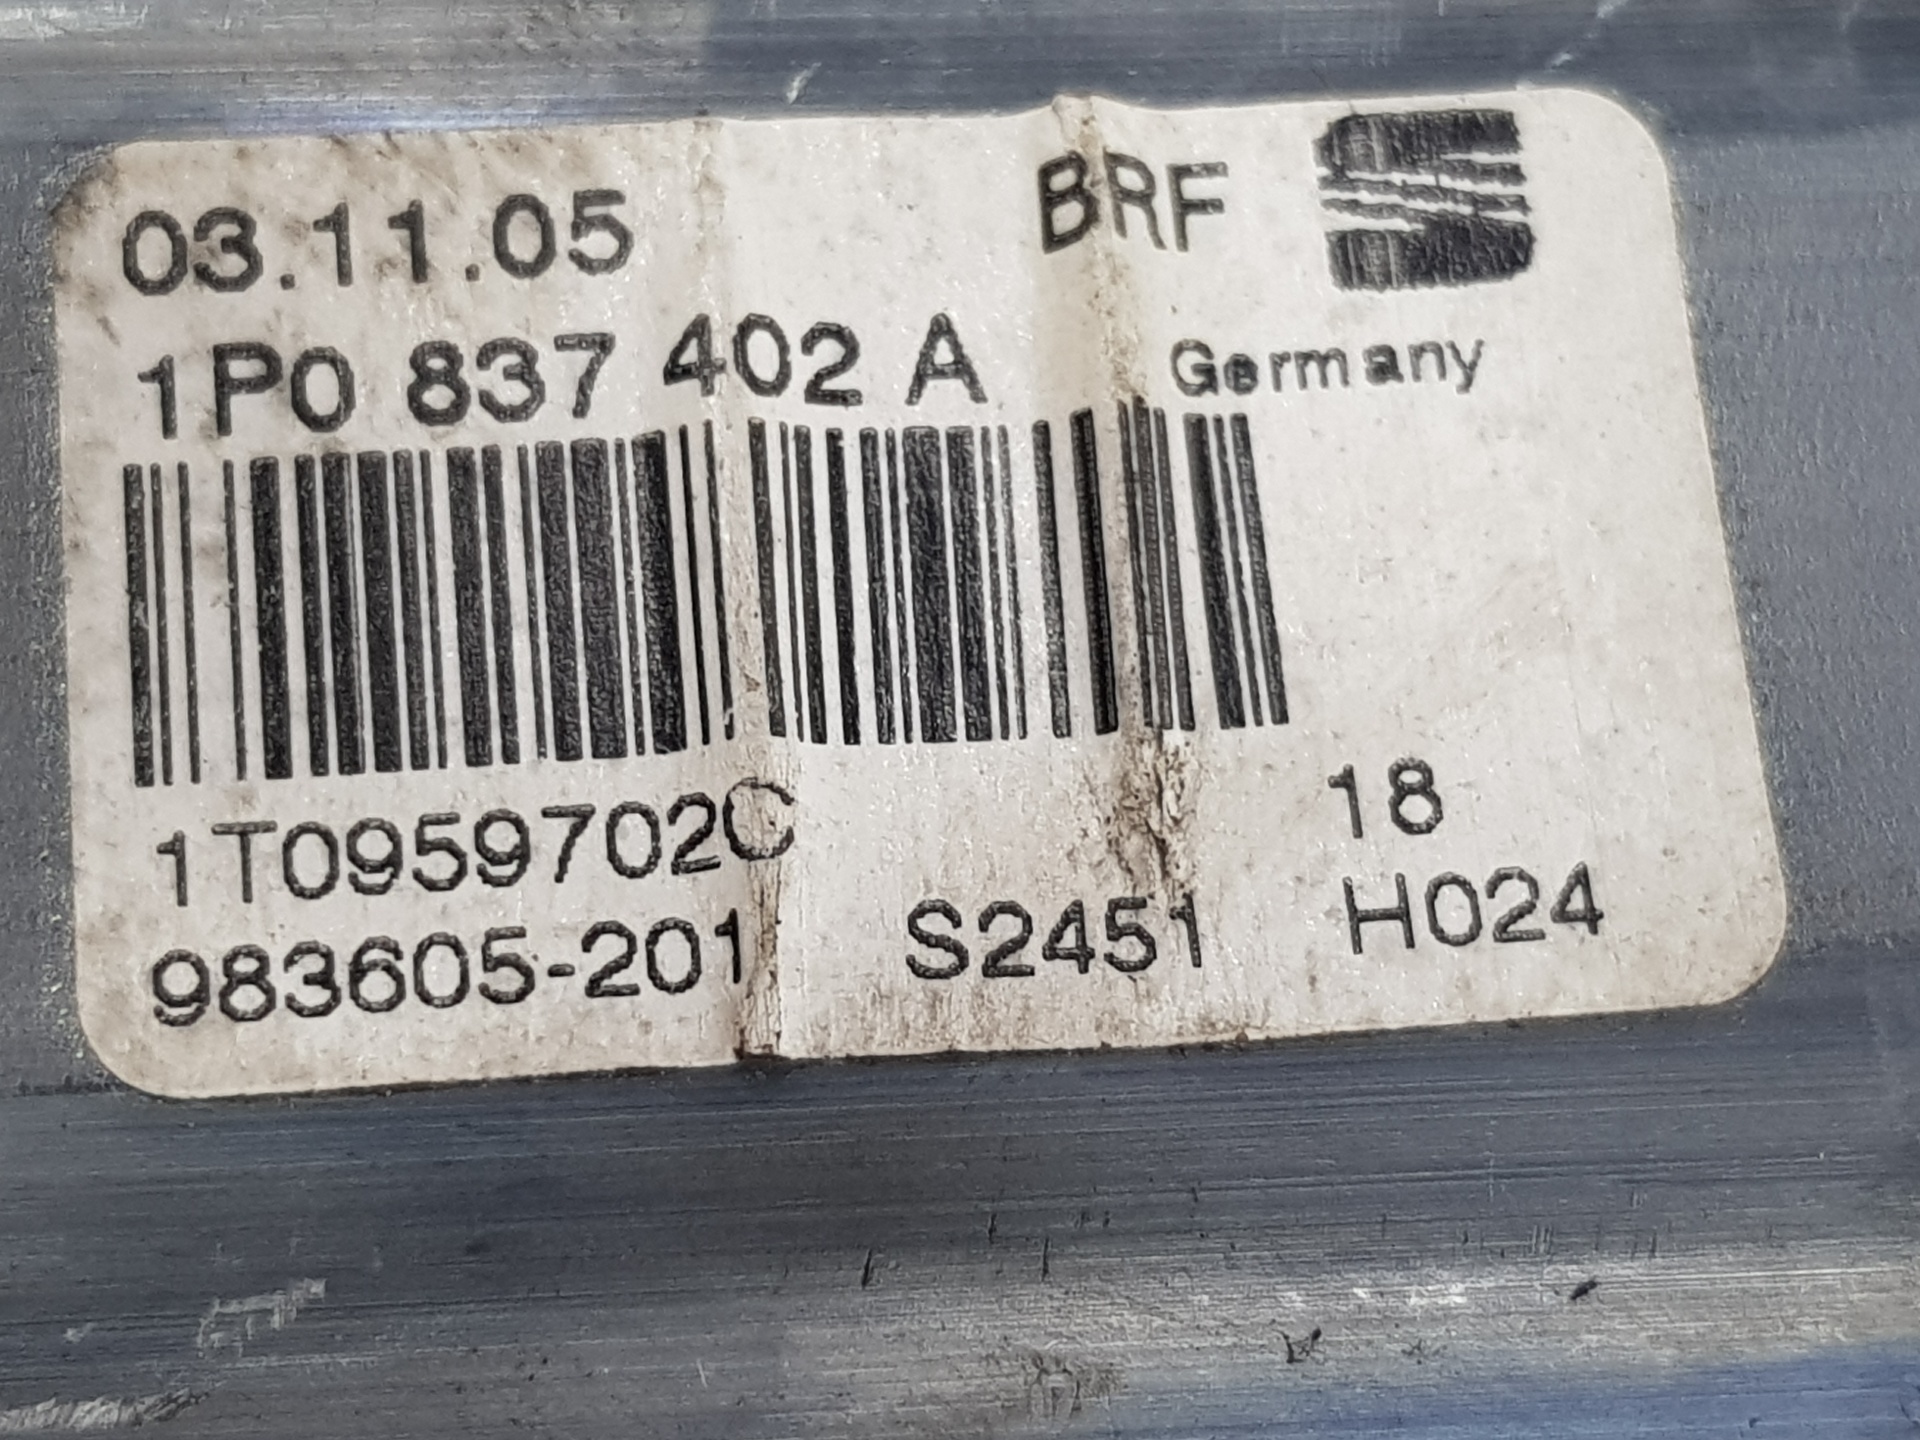 03.11.05 BRF
1P0 837 402 A Germany
1T0959702C 18
983605-201 S2451 H024